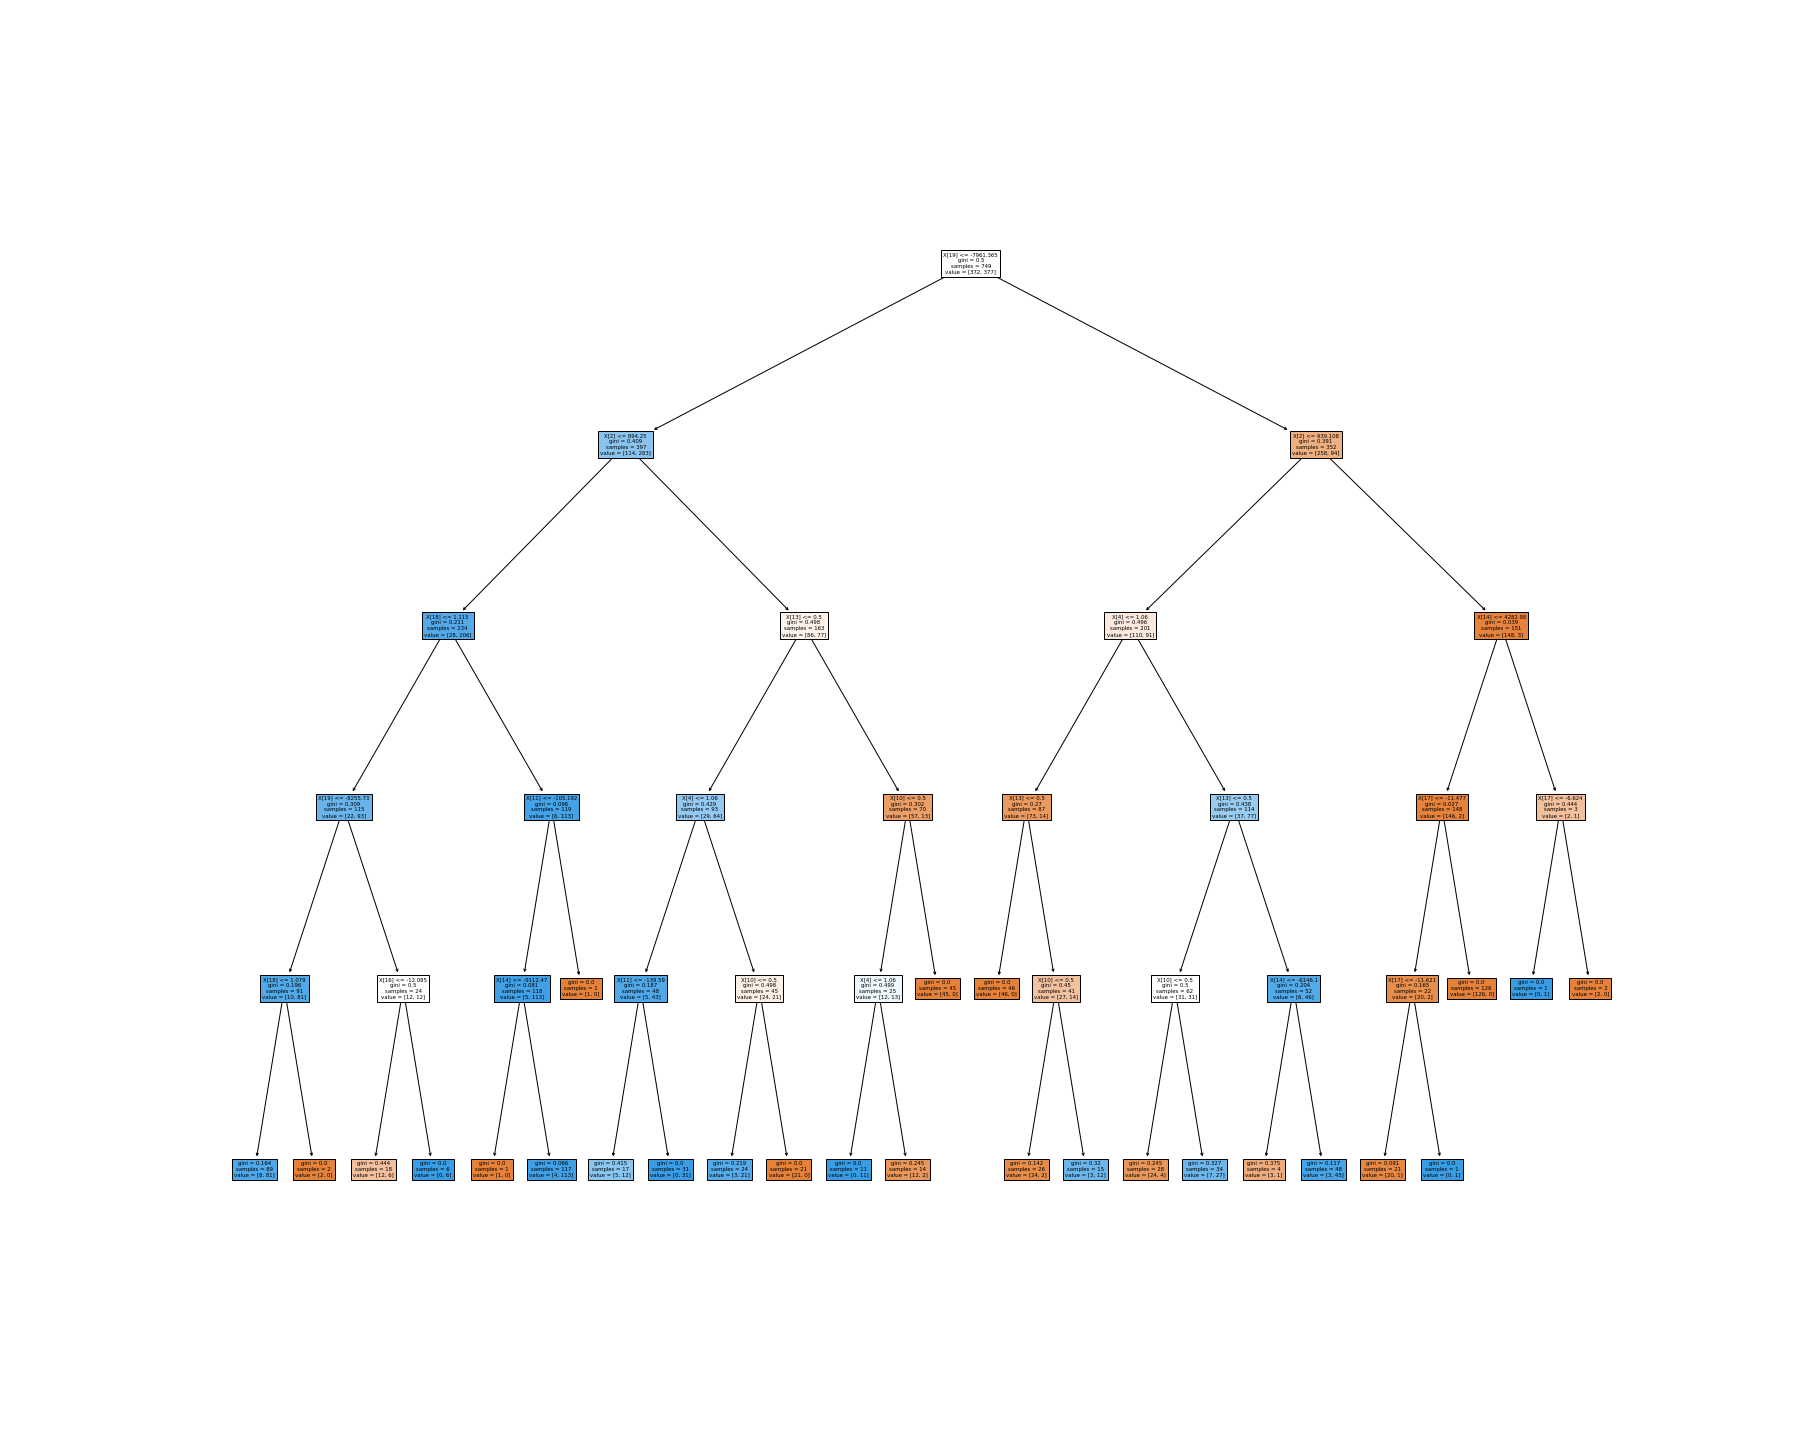 X[19] <= -7961.365
gini = 0.5
samples = 749
value = [372, 377]
X[2] <= 894.25
gini = 0.409
samples = 397
value = [114, 283]
X[2] <= 939.108
gini = 0.391
samples = 352
value = [258, 94]
X[18] <= 1.115
gini = 0.211
samples = 234
value = [28, 206]
X[13] <= 0.5
gini = 0.498
samples = 163
value = [86, 77]
X[4] <= 1.06
gini = 0.496
samples = 201
value = [110, 91]
X[14] <= 4282.98
gini = 0.039
samples = 151
value = [148, 3]
X[19] <= -8255.73
gini = 0.309
samples = 115
value = [22, 93]
X[11] <= -105.192
gini = 0.096
samples = 119
value = [6, 113]
X[4] <= 1.06
gini = 0.429
samples = 93
value = [29, 64]
X[10] <= 0.5
gini = 0.302
samples = 70
value = [57, 13]
X[13] <= 0.5
gini = 0.27
samples = 87
value = [73, 14]
X[13] <= 0.5
gini = 0.438
samples = 114
value = [37, 77]
X[17] <= -11.477
gini = 0.027
samples = 148
value = [146, 2]
X[17] <= -6.624
gini = 0.444
samples = 3
value = [2, 1]
X[18] <= 1.079
gini = 0.196
samples = 91
value = [10, 81]
X[16] <= -12.085
gini = 0.5
samples = 24
value = [12, 12]
X[14] <= -9112.47
gini = 0.081
samples = 118
value = [5, 113]
gini = 0.0
samples = 1
value = [1, 0]
X[11] <= -139.59
gini = 0.187
samples = 48
value = [5, 43]
X[10] <= 0.5
gini = 0.498
samples = 45
value = [24, 21]
X[4] <= 1.06
gini = 0.499
samples = 25
value = [12, 13]
gini = 0.0
samples = 45
value = [45, 0]
gini = 0.0
samples = 46
value = [46, 0]
X[10] <= 0.5
gini = 0.45
samples = 41
value = [27, 14]
X[10] <= 0.5
gini = 0.5
samples = 62
value = [31, 31]
X[14] <= -6146.1
gini = 0.204
samples = 52
value = [6, 46]
X[17] <= -11.621
gini = 0.165
samples = 22
value = [20, 2]
gini = 0.0
samples = 126
value = [126, 0]
gini = 0.0
samples = 1
value = [0, 1]
gini = 0.0
samples = 2
value = [2, 0]
gini = 0.164
samples = 89
value = [8, 81]
gini = 0.0
samples = 2
value = [2, 0]
gini = 0.444
samples = 18
value = [12, 6]
gini = 0.0
samples = 6
value = [0, 6]
gini = 0.0
samples = 1
value = [1, 0]
gini = 0.066
samples = 117
value = [4, 113]
gini = 0.415
samples = 17
value = [5, 12]
gini = 0.0
samples = 31
value = [0, 31]
gini = 0.219
samples = 24
value = [3, 21]
gini = 0.0
samples = 21
value = [21, 0]
gini = 0.0
samples = 11
value = [0, 11]
gini = 0.245
samples = 14
value = [12, 2]
gini = 0.142
samples = 26
value = [24, 2]
gini = 0.32
samples = 15
value = [3, 12]
gini = 0.245
samples = 28
value = [24, 4]
gini = 0.327
samples = 34
value = [7, 27]
gini = 0.375
samples = 4
value = [3, 1]
gini = 0.117
samples = 48
value = [3, 45]
gini = 0.091
samples = 21
value = [20, 1]
gini = 0.0
samples = 1
value = [0, 1]